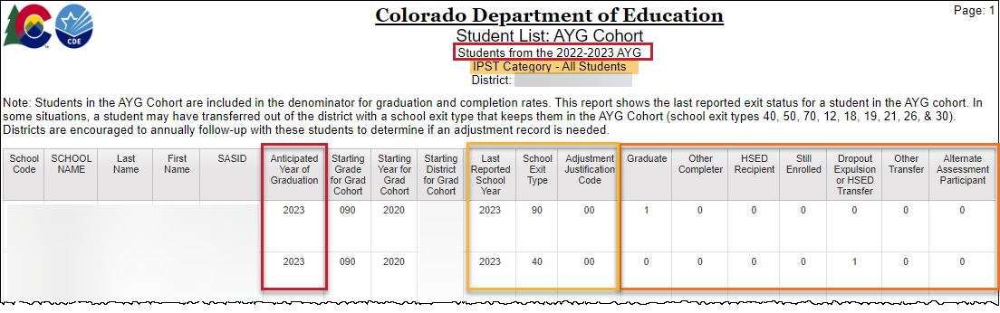 Colorado Department of Education
Page: 1
CDE
Student List: AYG Cohort
Students from the 2022-2023 AYG
IPST Category - All Students
District:
Note: Students in the AYG Cohort are included in the denominator for graduation and completion rates. This report shows the last reported exit status for a student in the AYG cohort. In
some situations, a student may have transferred out of the district with a school exit type that keeps them in the AYG Cohort (school exit types 40, 50, 70, 12, 18, 19, 21, 26, & 30).
Districts are encouraged to annually follow-up with these students to determine if an adjustment record is needed.
School Code SCHOOL NAME Last Name First Name SASID Anticipated Year of Graduation Starting Grade for Grad Cohort Starting Year for Grad Cohort Starting District for Grad Cohort Last Reported School Year School Exit Type Adjustment Justification Code Graduate Other Completer HSED Recipient Still Enrolled Dropout Expulsion or HSED Transfer Other Transfer Alternate Assessment Participant
2023 090 2020 2023 90 00 1 0 0 0 0 0 0
2023 090 2020 2023 40 00 0 0 0 0 1 0 0